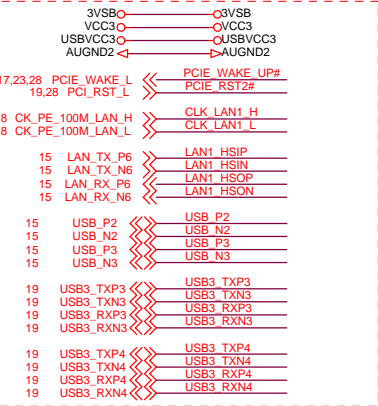 3VSB 3VSB
VCC3 VCC3
USBVCC3 USBVCC3
AUGND2 AUGND2
17,23,28 PCIE_WAKE_L PCIE_WAKE_UP#
19,28 PCI_RST_L PCIE_RST2#
8 CK_PE_100M_LAN_H CLK_LAN1_H
8 CK_PE_100M_LAN_L CLK_LAN1_L
15 LAN_TX_P6 LAN1_HSIP
15 LAN_TX_N6 LAN1_HSIN
15 LAN_RX_P6 LAN1_HSOP
15 LAN_RX_N6 LAN1_HSON
15 USB_P2 USB_P2
15 USB_N2 USB_N2
15 USB_P3 USB_P3
15 USB_N3 USB_N3
19 USB3_TXP3 USB3_TXP3
19 USB3_TXN3 USB3_TXN3
19 USB3_RXP3 USB3_RXP3
19 USB3_RXN3 USB3_RXN3
19 USB3_TXP4 USB3_TXP4
19 USB3_TXN4 USB3_TXN4
19 USB3_RXP4 USB3_RXP4
19 USB3_RXN4 USB3_RXN4